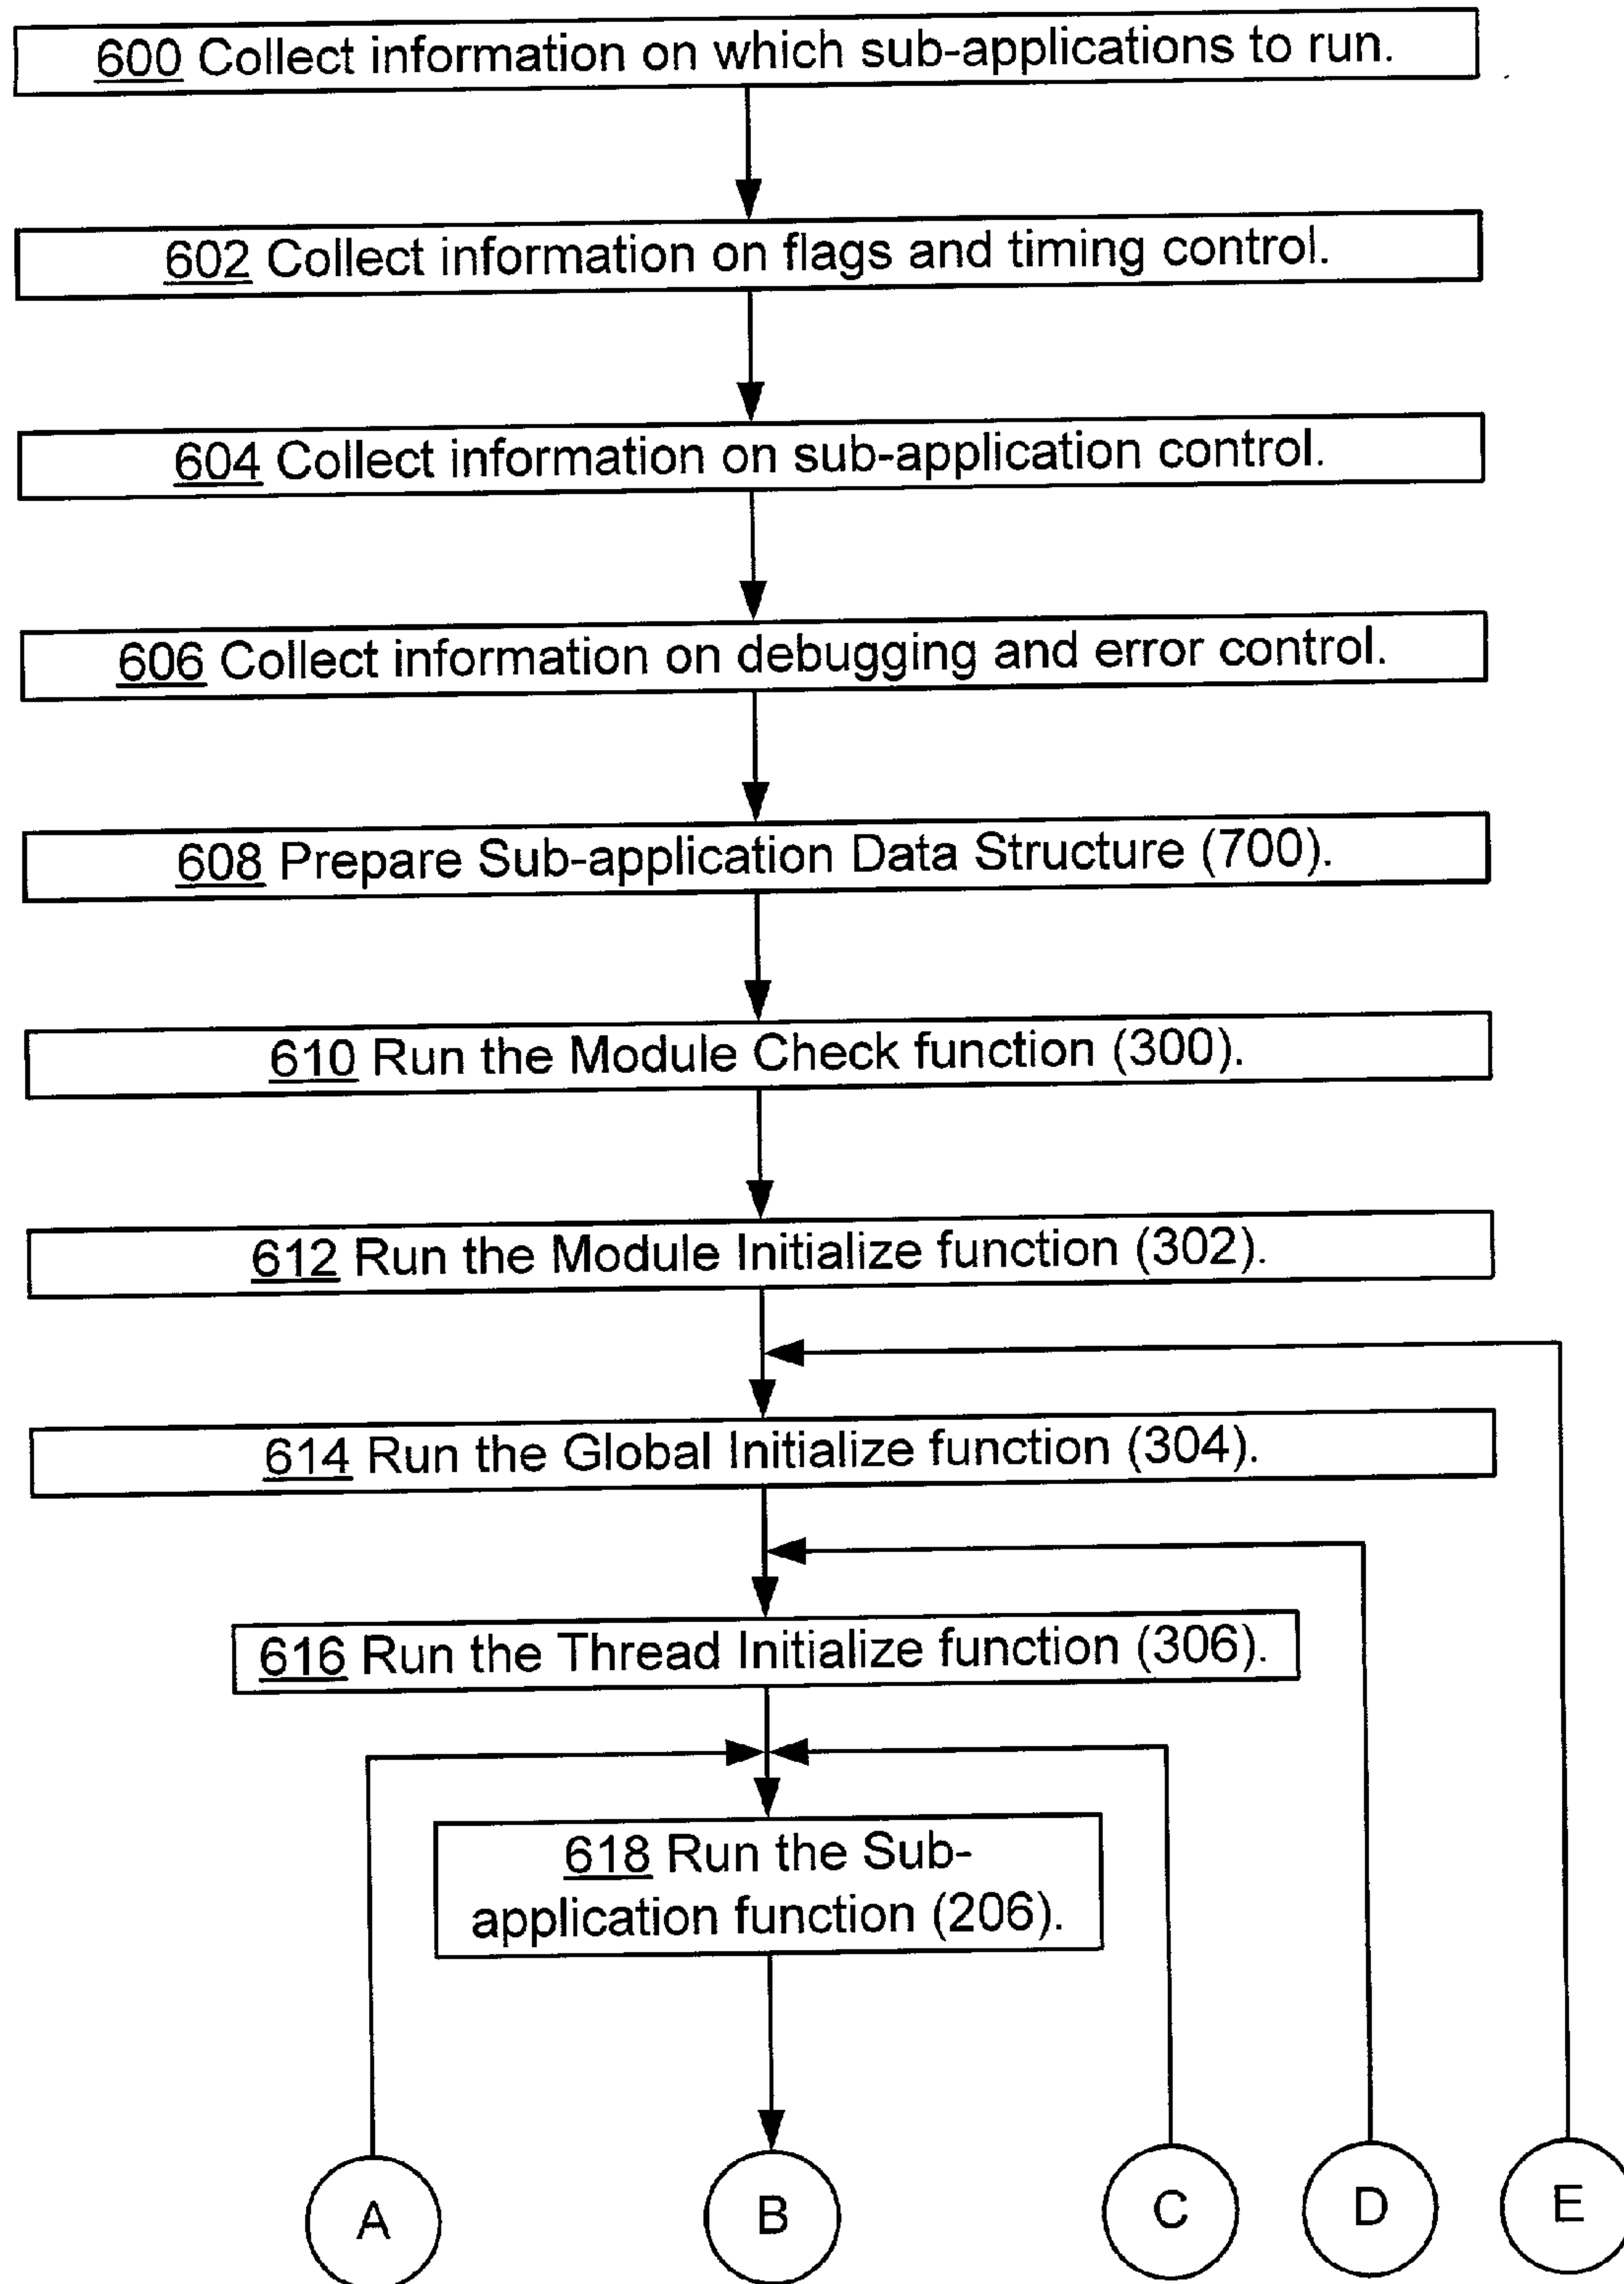 600 Collect information on which sub-applications to run.
602 Collect information on flags and timing control.
604 Collect information on sub-application control.
606 Collect information on debugging and error control.
608 Prepare Sub-application Data Structure (700).
610 Run the Module Check function (300).
612 Run the Module Initialize function (302).
614 Run the Global Initialize function (304).
616 Run the Thread Initialize function (306).
618 Run the Sub-
application function (206).
A
B
C
D
E